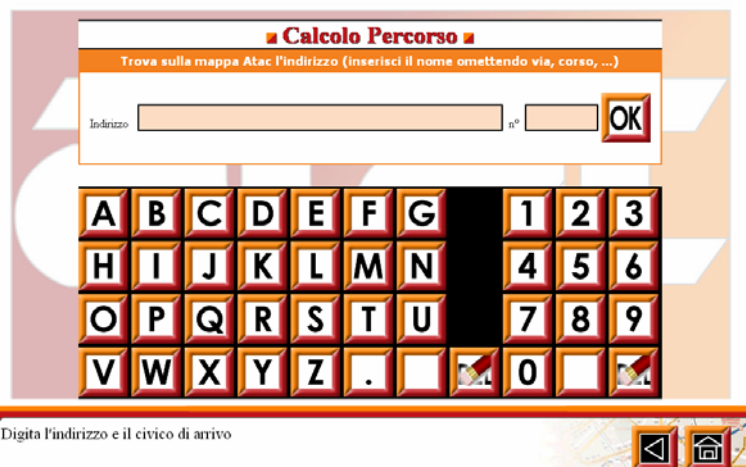 Calcolo Percorso
Trova sulla mappa Atac l'indirizzo (inserisci il nome omettendo via, corso, ...)
Indirizzo n° OK
A B C D E F G 1 2 3
H I J K L M N 4 5 6
O P Q R S T U 7 8 9
V W X Y Z . 0
Digita l'indirizzo e il civico di arrivo